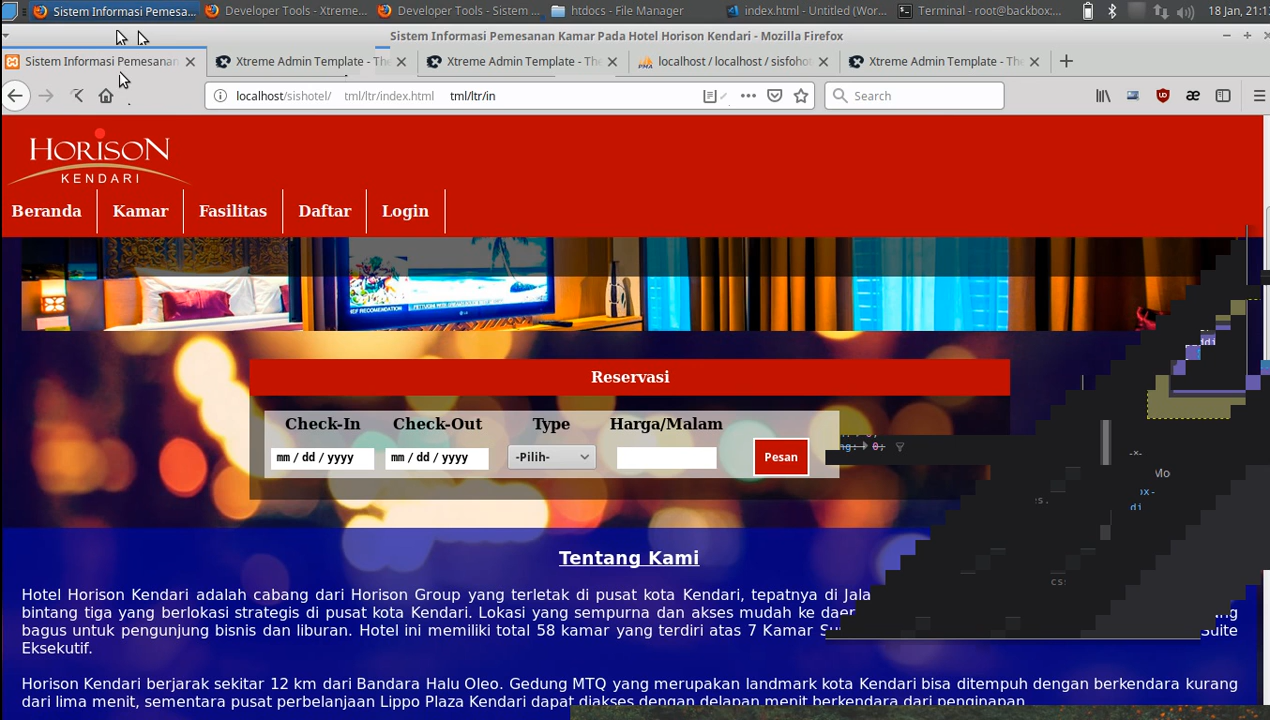 Sistem Informasi Pemesa...
Developer Tools - Xtreme...
Developer Tools - Sistem ...
htdocs - File Manager
index.html - Untitled (Wor...
Terminal - root@backbox:...
18 Jan, 21:1
Sistem Informasi Pemesanan Kamar Pada Hotel Horison Kendari - Mozilla Firefox
Sistem Informasi Pemesanan
Xtreme Admin Template - The
Xtreme Admin Template - The
localhost / localhost / sisfoho
Xtreme Admin Template - The
localhost/sishotel/
tml/ltr/index.html
tml/ltr/in
Search
HORISON
KENDARI
Beranda
Kamar
Fasilitas
Daftar
Login
Reservasi
Check-In
Check-Out
Type
Harga/Malam
mm / dd / yyyy
mm / dd / yyyy
-Pilih-
Pesan
Tentang Kami
Hotel Horison Kendari adalah cabang dari Horison Group yang terletak di pusat kota Kendari, tepatnya di Jala
bintang tiga yang berlokasi strategis di pusat kota Kendari. Lokasi yang sempurna dan akses mudah ke
bagus untuk pengunjung bisnis dan liburan. Hotel ini memiliki total 58 kamar yang terdiri atas 7 Kamar Suite
Eksekutif.
Horison Kendari berjarak sekitar 12 km dari Bandara Halu Oleo. Gedung MTQ yang merupakan landmark kota Kendari bisa ditempuh dengan berkendara kurang
dari lima menit, sementara pusat perbelanjaan Lippo Plaza Kendari dapat diakses dengan delapan menit berkendara dari penginapan.